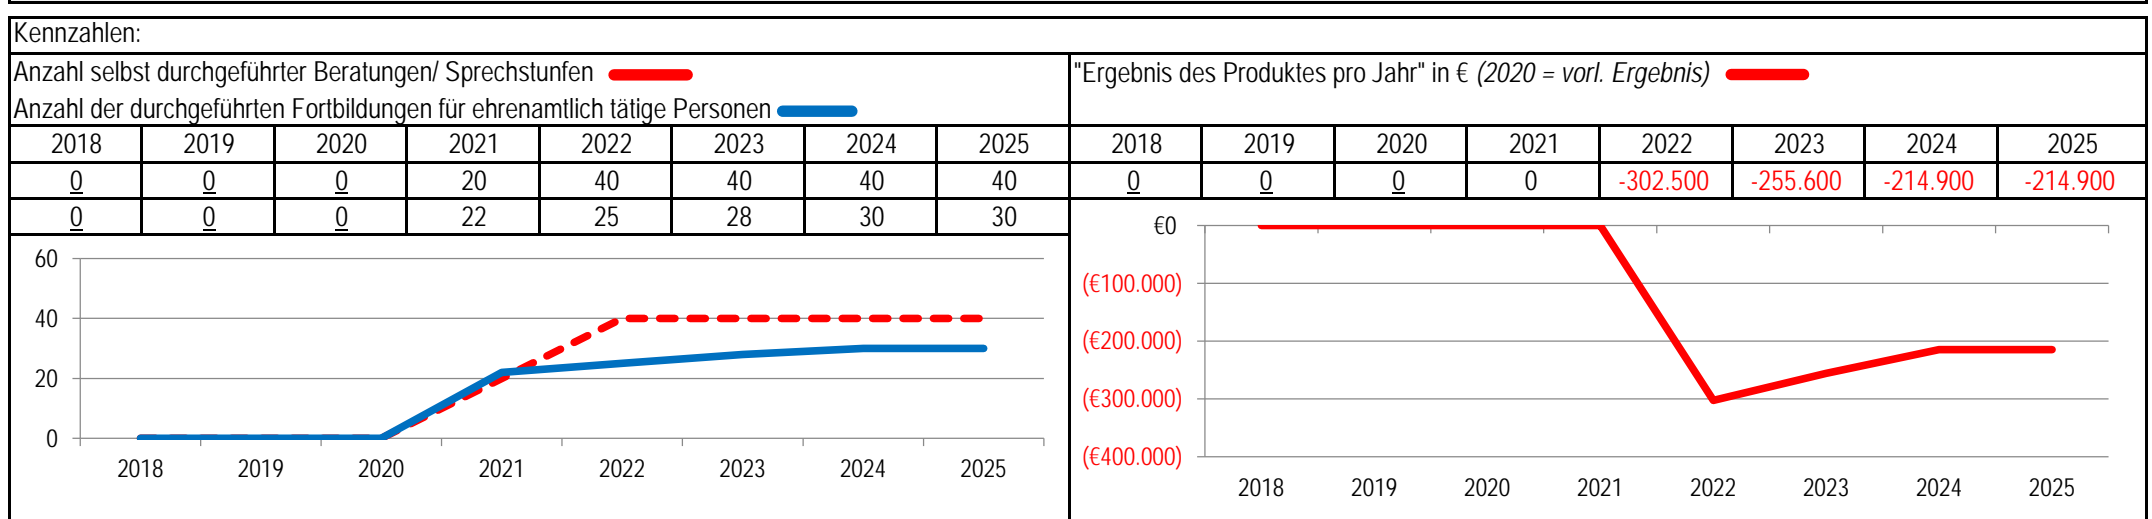 Kennzahlen:
Anzahl selbst durchgeführter Beratungen/ Sprechstunfen
Anzahl der durchgeführten Fortbildungen für ehrenamtlich tätige Personen
2018 2019 2020 2021 2022 2023 2024 2025
0 0 0 20 40 40 40 40
0 0 0 22 25 28 30 30
60
40
20
0
2018 2019 2020 2021 2022 2023 2024 2025
"Ergebnis des Produktes pro Jahr" in € (2020 = vorl. Ergebnis)
2018 2019 2020 2021 2022 2023 2024 2025
0 0 0 0 -302.500 -255.600 -214.900 -214.900
€0
(€100.000)
(€200.000)
(€300.000)
(€400.000)
2018 2019 2020 2021 2022 2023 2024 2025